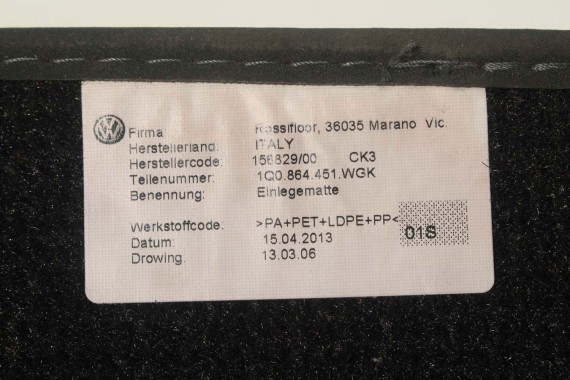 Firma Rossifloor, 36035 Marano Vic.
Herstellerland: ITALY
Herstellercode: 156829/00 CK3
Teilenummer: 1Q0.864.451.WGK
Benennung: Einlegematte
Werkstoffcode: >PA+PET+LDPE+PP<
01S
Datum: 15.04.2013
Drowing. 13.03.06